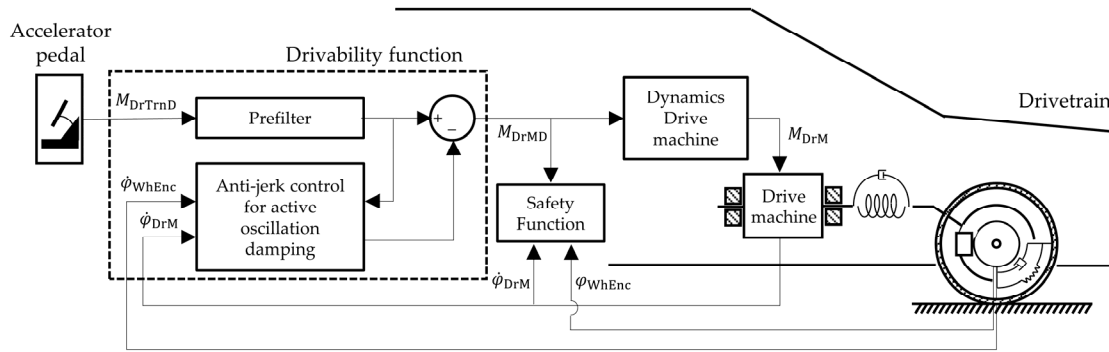 Accelerator
pedal
Drivability function
M_DrTrnD
Prefilter
+
−
M_DrMD
Dynamics
Drive
machine
M_DrM
Drivetrain
φ̇_WhEnc
φ̇_DrM
Anti-jerk control
for active
oscillation
damping
Safety
Function
Drive
machine
φ̇_DrM
φ_WhEnc